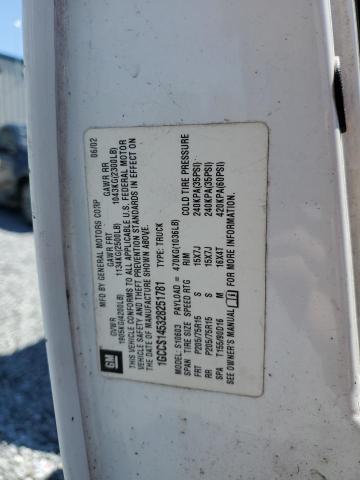 MFD BY GENERAL MOTORS CORP 06/02
GVWR GAWR FRT GAWR RR
1905KG(4200LB) 1134KG(2500LB) 1043KG(2300LB)
THIS VEHICLE CONFORMS TO ALL APPLICABLE U.S. FEDERAL MOTOR
VEHICLE SAFETY AND THEFT PREVENTION STANDARDS IN EFFECT ON
THE DATE OF MANUFACTURE SHOWN ABOVE.
1GCCS145328251781 TYPE: TRUCK
GM
MODEL: S10603 PAYLOAD = 470KG(1036LB)
SPAN TIRE SIZE SPEED RTG RIM COLD TIRE PRESSURE
FRT P205/75R15 S 15X7J 240KPA(35PSI)
RR P205/75R15 S 15X7J 240KPA(35PSI)
SPA T155/90D16 M 16X4T 420KPA(60PSI)
SEE OWNER'S MANUAL FOR MORE INFORMATION.